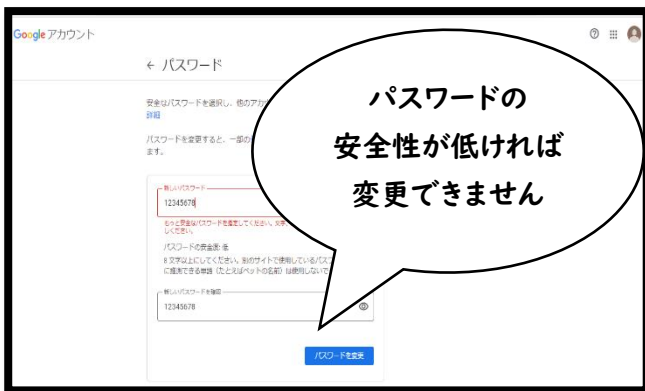 Google アカウント
← パスワード
安全なパスワードを選択し、他のアカ
詳細
パスワードを変更すると、一部の
ます。
パスワードの
安全性が低ければ
変更できません
新しいパスワード
12345678
もっと安全なパスワードを設定してください。文字、
しください。
パスワードの安全度: 低
8 文字以上にしてください。別のサイトで使用しているパスワ
に推測できる単語（たとえばペットの名前）は使用しないで
新しいパスワードを確認
12345678
パスワードを変更